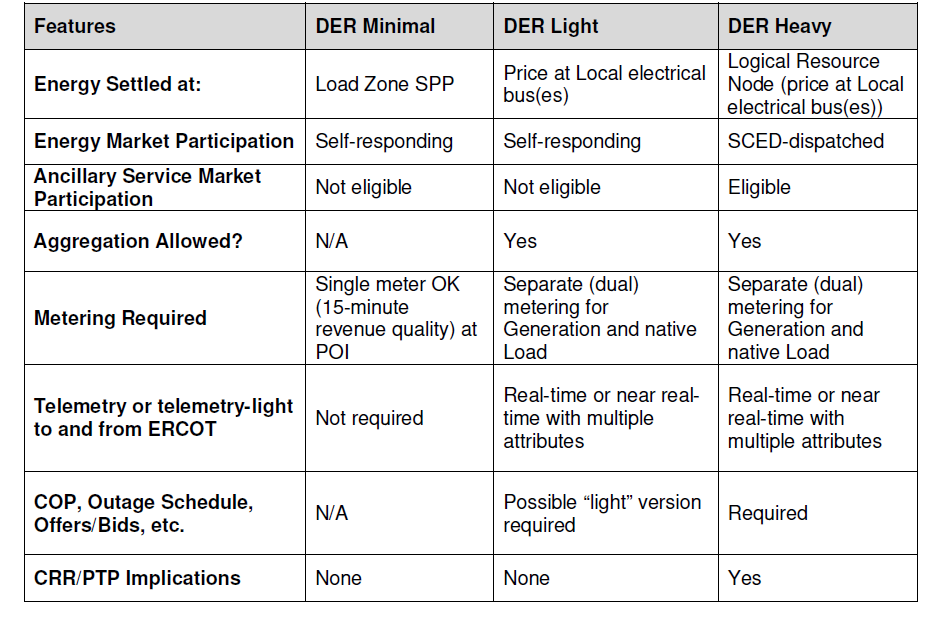 Features
DER Minimal
DER Light
DER Heavy
Energy Settled at:
Load Zone SPP
Price at Local electrical
bus(es)
Logical Resource
Node (price at Local
electrical bus(es))
Energy Market Participation
Self-responding
Self-responding
SCED-dispatched
Ancillary Service Market
Participation
Not eligible
Not eligible
Eligible
Aggregation Allowed?
N/A
Yes
Yes
Metering Required
Single meter OK
(15-minute
revenue quality) at
POI
Separate (dual)
metering for
Generation and native
Load
Separate (dual)
metering for
Generation and
native Load
Telemetry or telemetry-light
to and from ERCOT
Not required
Real-time or near real-
time with multiple
attributes
Real-time or near
real-time with
multiple attributes
COP, Outage Schedule,
Offers/Bids, etc.
N/A
Possible “light” version
required
Required
CRR/PTP Implications
None
None
Yes